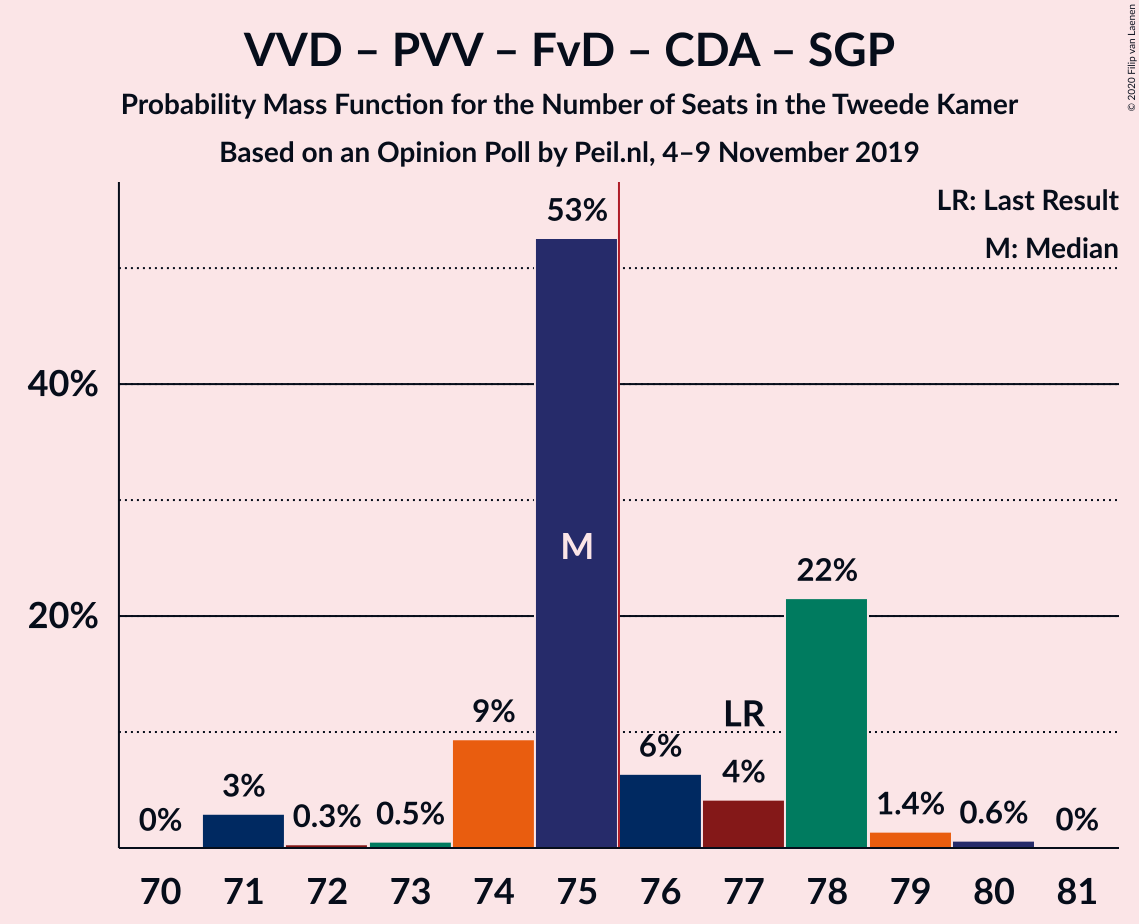 VVD – PVV – FvD – CDA – SGP
Probability Mass Function for the Number of Seats in the Tweede Kamer
Based on an Opinion Poll by Peil.nl, 4–9 November 2019
© 2020 Filip van Laenen
LR: Last Result
M: Median
53%
40%
M
22%
20%
9%
LR
6%
4%
3%
0%
0.3%
0.5%
1.4%
0.6%
0%
70 71 72 73 74 75 76 77 78 79 80 81